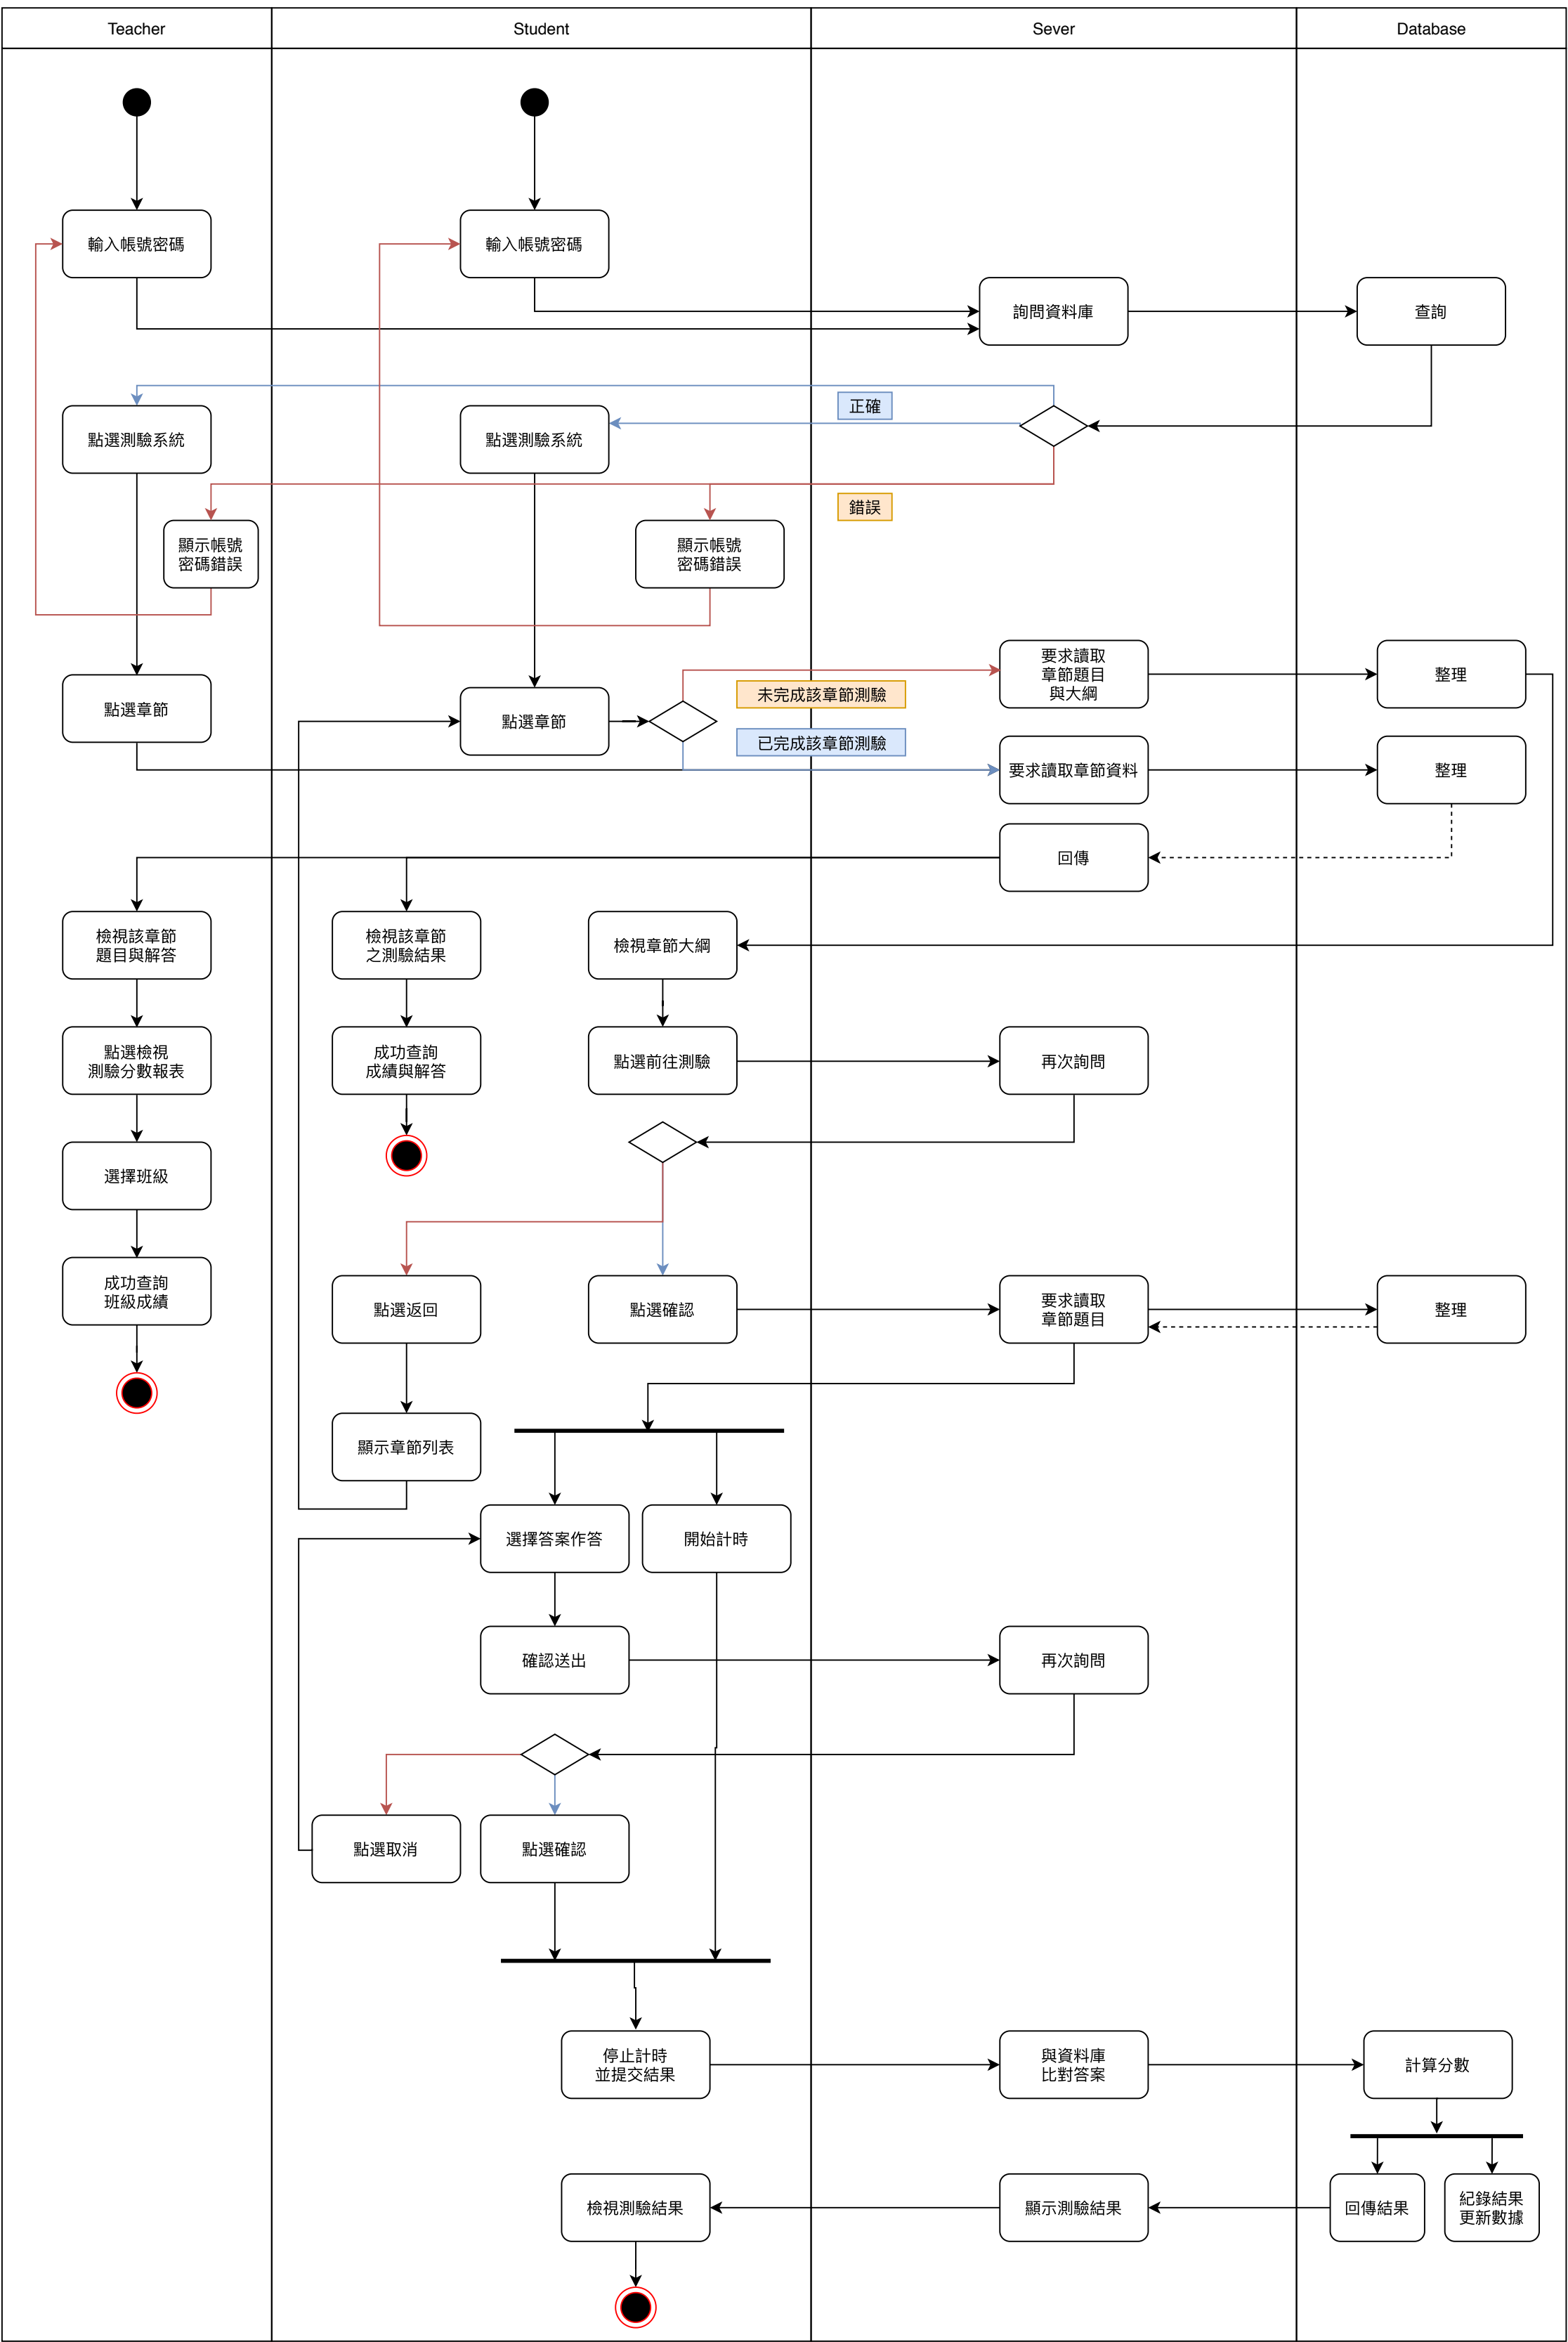 Teacher
Student
Sever
Database
輸入帳號密碼
輸入帳號密碼
詢問資料庫
查詢
正確
點選測驗系統
點選測驗系統
錯誤
顯示帳號
密碼錯誤
顯示帳號
密碼錯誤
要求讀取
章節題目
與大綱
整理
未完成該章節測驗
點選章節
點選章節
已完成該章節測驗
要求讀取章節資料
整理
回傳
檢視該章節
題目與解答
檢視該章節
之測驗結果
檢視章節大綱
點選檢視
測驗分數報表
成功查詢
成績與解答
點選前往測驗
再次詢問
選擇班級
成功查詢
班級成績
點選返回
點選確認
要求讀取
章節題目
整理
顯示章節列表
選擇答案作答
開始計時
確認送出
再次詢問
點選取消
點選確認
停止計時
並提交結果
與資料庫
比對答案
計算分數
檢視測驗結果
顯示測驗結果
回傳結果
紀錄結果
更新數據